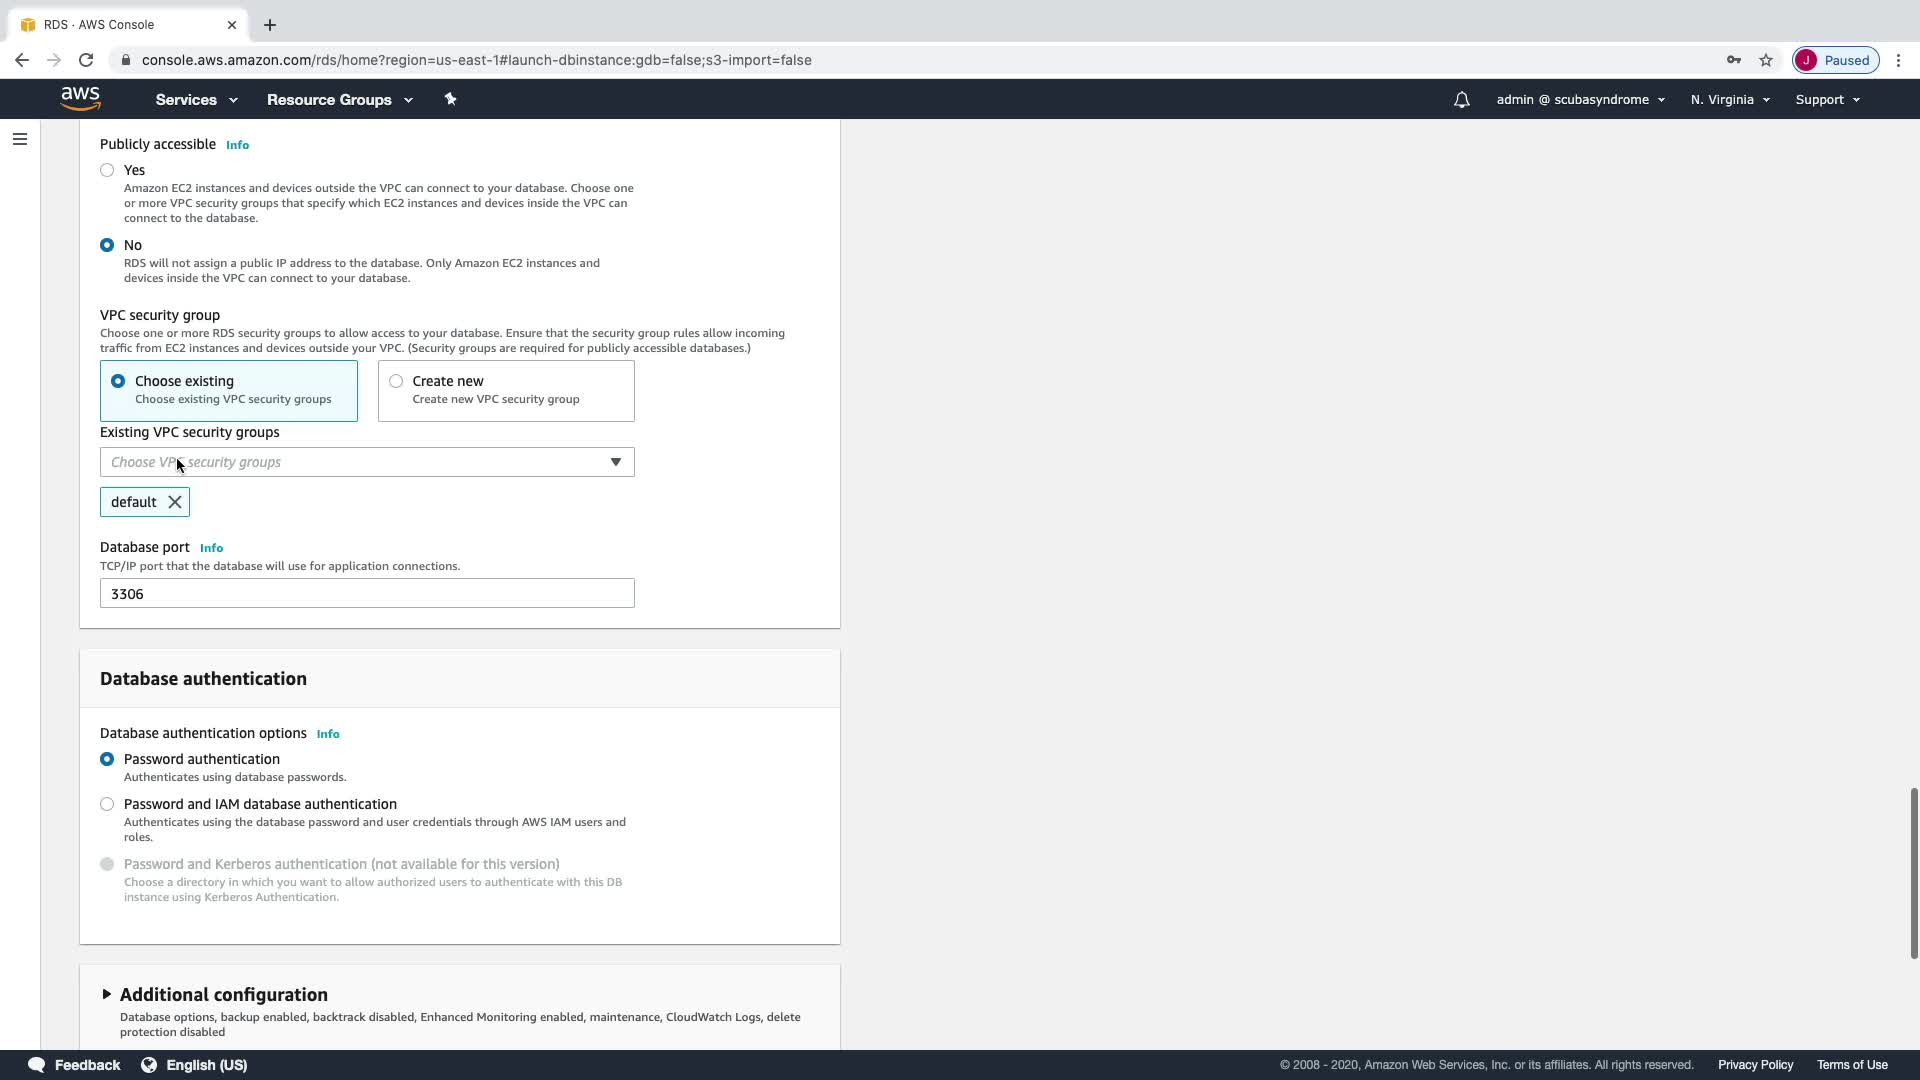 RDS · AWS Console
console.aws.amazon.com/rds/home?region=us-east-1#launch-dbinstance:gdb=false;s3-import=false
J Paused
aws Services Resource Groups admin @ scubasyndrome N. Virginia Support
Publicly accessible Info
Yes
Amazon EC2 instances and devices outside the VPC can connect to your database. Choose one
or more VPC security groups that specify which EC2 instances and devices inside the VPC can
connect to the database.
No
RDS will not assign a public IP address to the database. Only Amazon EC2 instances and
devices inside the VPC can connect to your database.
VPC security group
Choose one or more RDS security groups to allow access to your database. Ensure that the security group rules allow incoming
traffic from EC2 instances and devices outside your VPC. (Security groups are required for publicly accessible databases.)
Choose existing
Choose existing VPC security groups
Create new
Create new VPC security group
Existing VPC security groups
Choose VPC security groups
default
Database port Info
TCP/IP port that the database will use for application connections.
3306
Database authentication
Database authentication options Info
Password authentication
Authenticates using database passwords.
Password and IAM database authentication
Authenticates using the database password and user credentials through AWS IAM users and
roles.
Password and Kerberos authentication (not available for this version)
Choose a directory in which you want to allow authorized users to authenticate with this DB
instance using Kerberos Authentication.
Additional configuration
Database options, backup enabled, backtrack disabled, Enhanced Monitoring enabled, maintenance, CloudWatch Logs, delete
protection disabled
Feedback English (US) © 2008 - 2020, Amazon Web Services, Inc. or its affiliates. All rights reserved. Privacy Policy Terms of Use